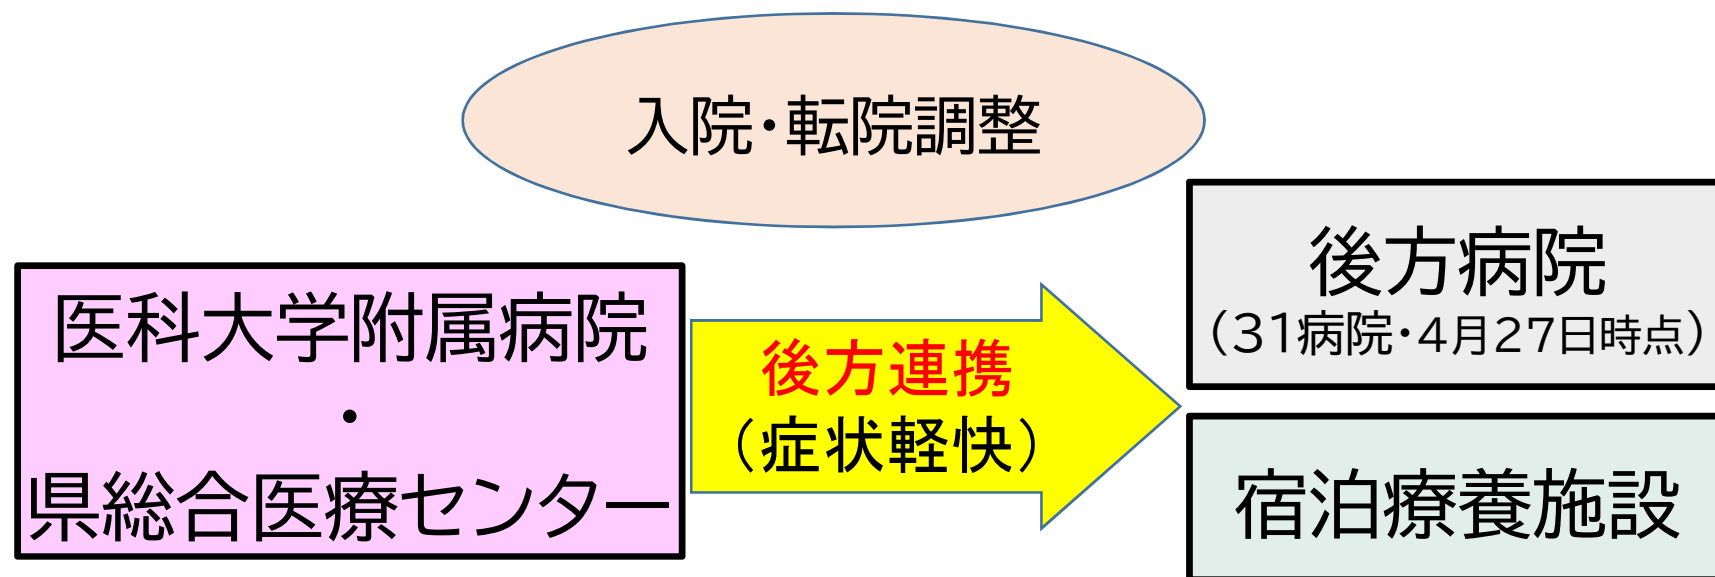 入院・転院調整
医科大学附属病院
・
県総合医療センター
後方連携
（症状軽快）
後方病院
（31病院・4月27日時点）
宿泊療養施設